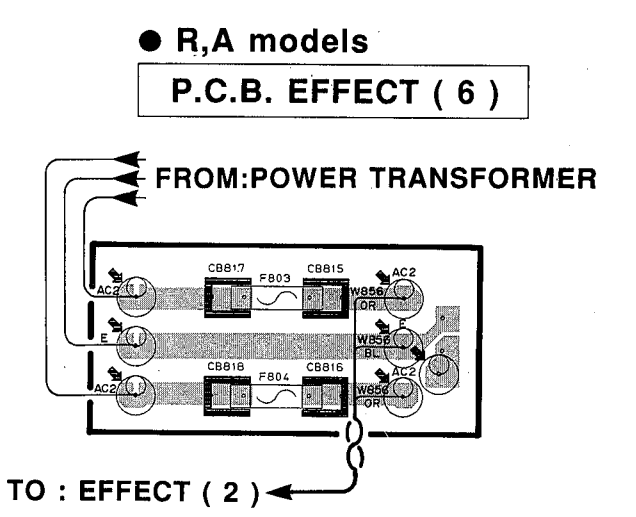 ● R,A models
P.C.B. EFFECT ( 6 )
FROM:POWER TRANSFORMER
CB817 F803 CB815 AC2
AC2 W856
OR
E W856 E
BL
CB818 F804 CB816 AC2
AC2 W856
OR
TO : EFFECT ( 2 )